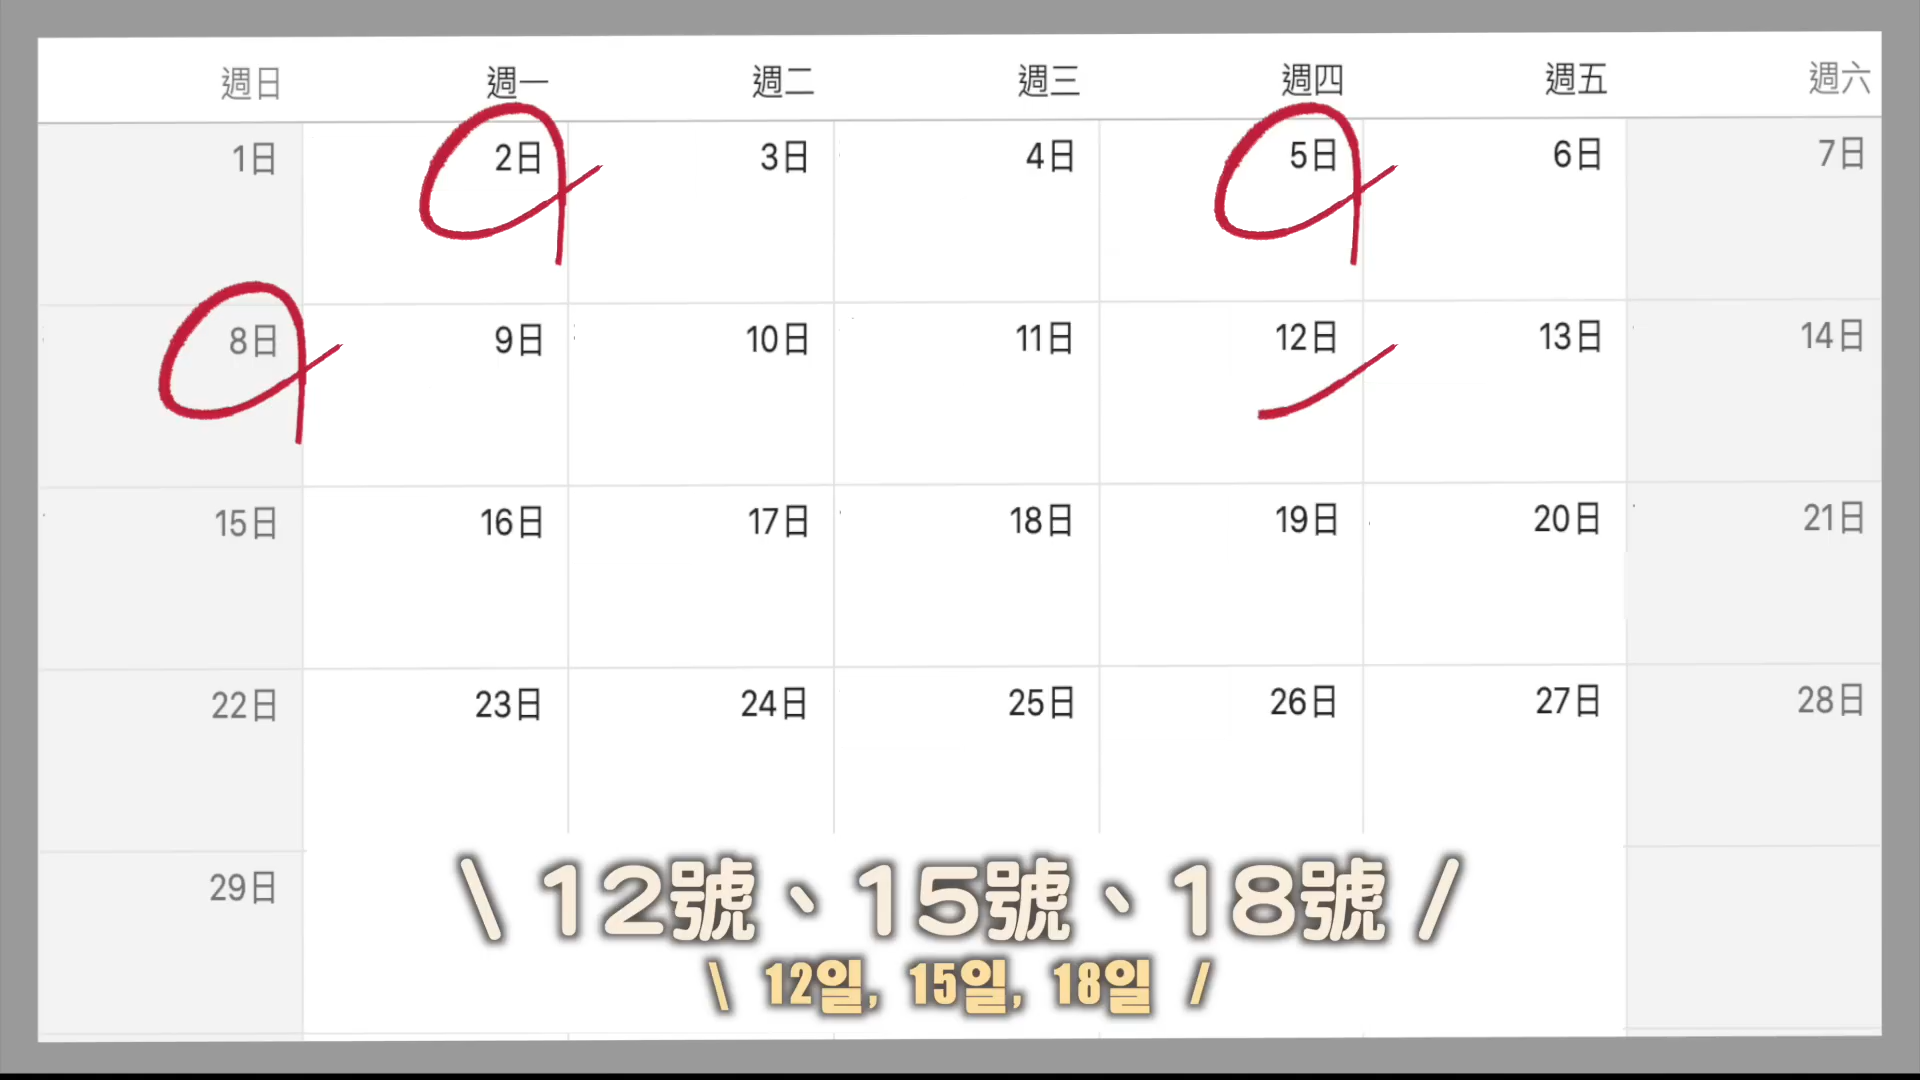 週日 週一 週二 週三 週四 週五 週六
1日 2日 3日 4日 5日 6日 7日
8日 9日 10日 11日 12日 13日 14日
15日 16日 17日 18日 19日 20日 21日
22日 23日 24日 25日 26日 27日 28日
29日
\ 12號、15號、18號 /
\ 12일, 15일, 18일 /